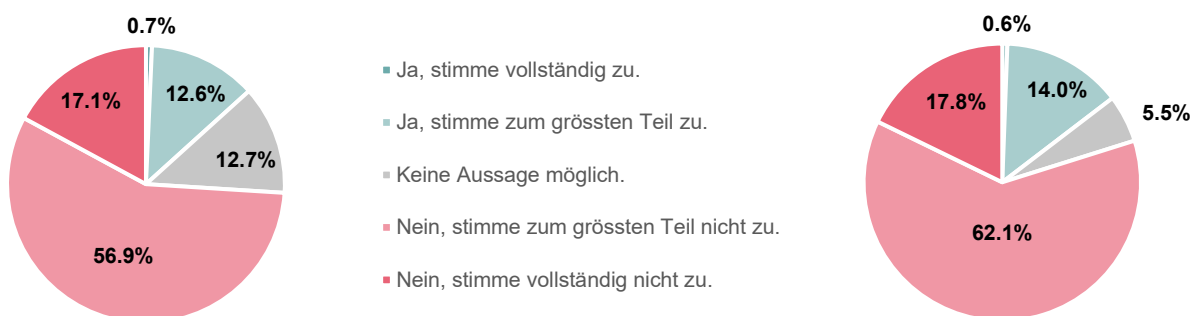 0.7%
12.6%
12.7%
56.9%
17.1%
Ja, stimme vollständig zu.
Ja, stimme zum grössten Teil zu.
Keine Aussage möglich.
Nein, stimme zum grössten Teil nicht zu.
Nein, stimme vollständig nicht zu.
0.6%
14.0%
5.5%
62.1%
17.8%